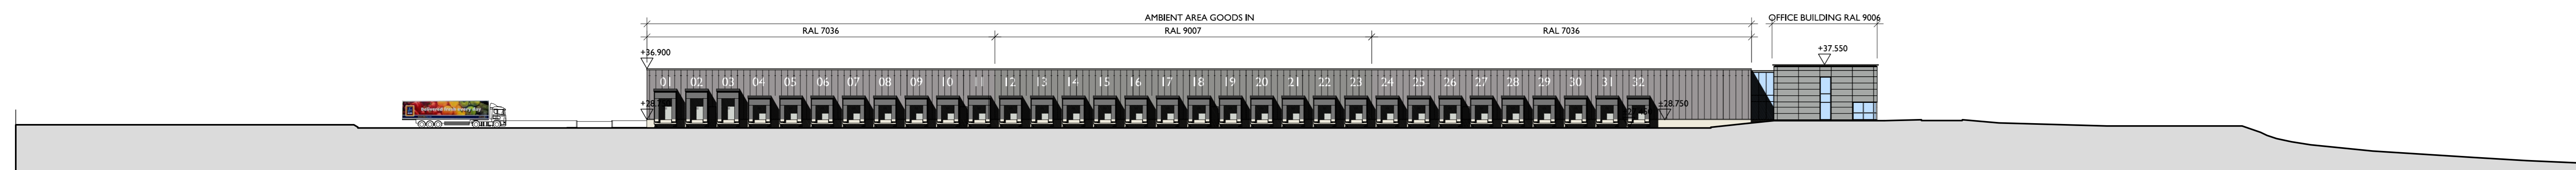 AMBIENT AREA GOODS IN
OFFICE BUILDING RAL 9006
RAL 7036
RAL 9007
RAL 7036
+36.900
+37.550
01 02 03 04 05 06 07 08 09 10 11 12 13 14 15 16 17 18 19 20 21 22 23 24 25 26 27 28 29 30 31 32
±28.750